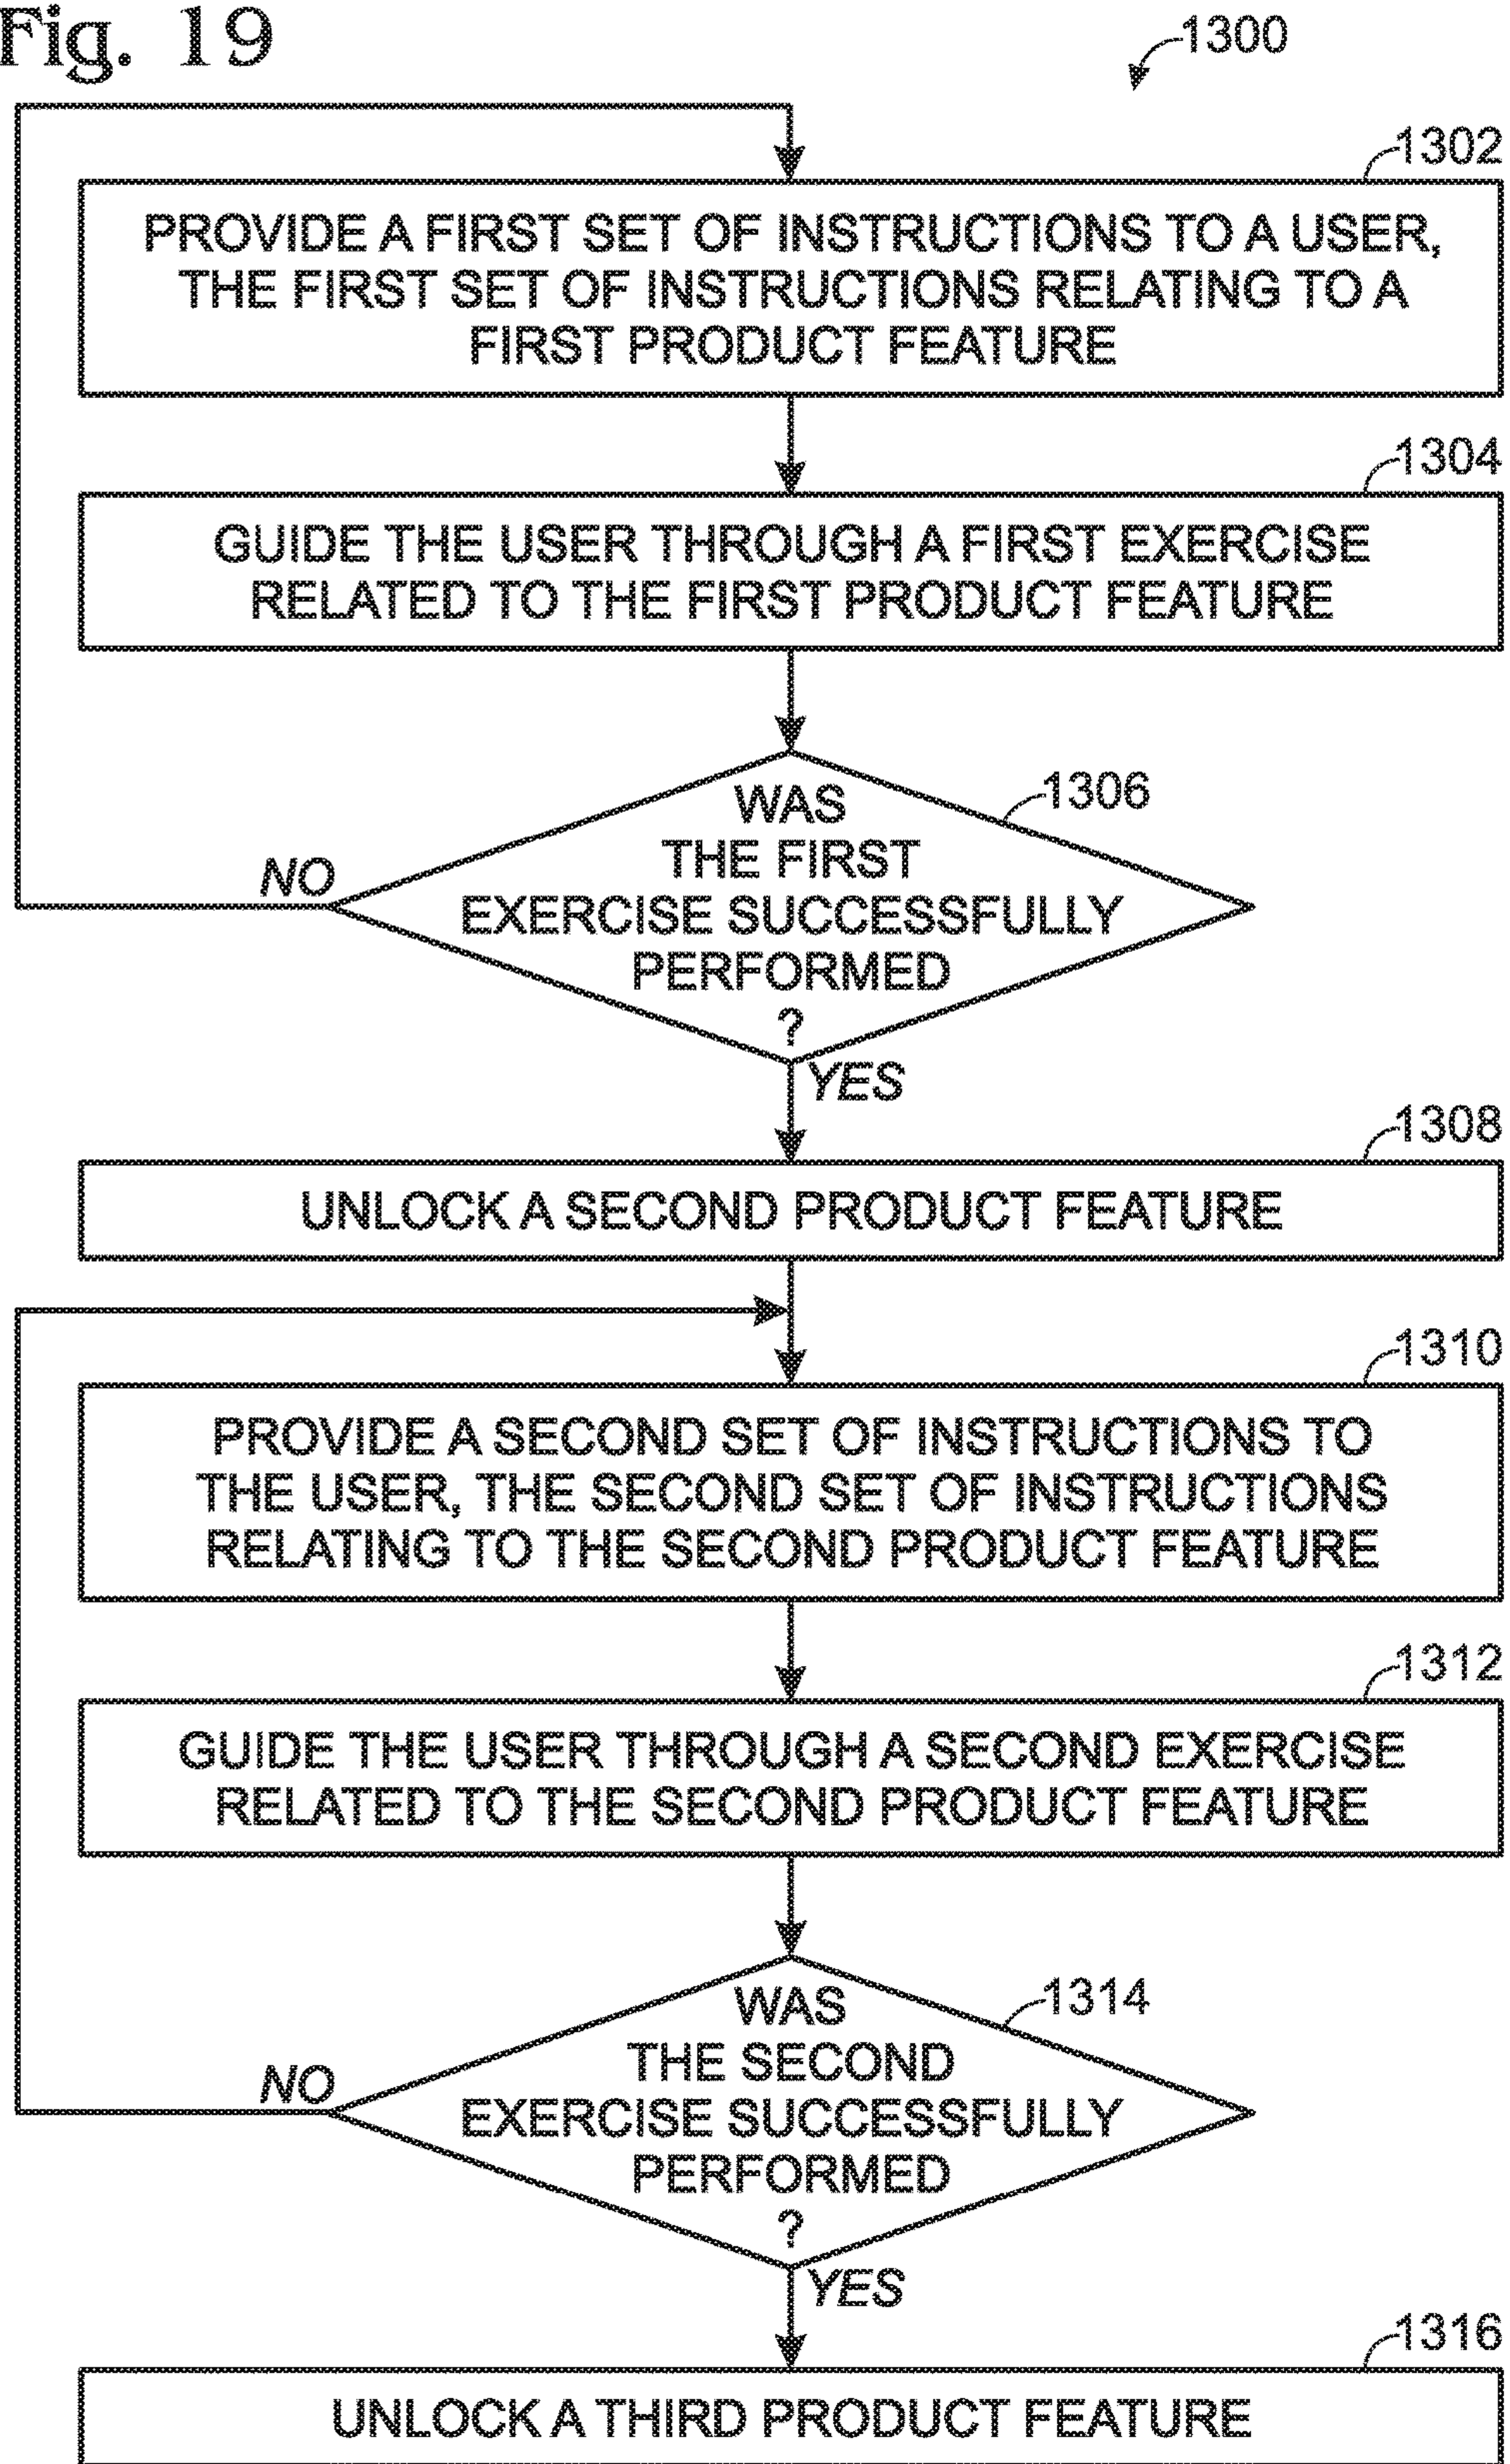 Fig. 19
1300
1302
PROVIDE A FIRST SET OF INSTRUCTIONS TO A USER,
THE FIRST SET OF INSTRUCTIONS RELATING TO A
FIRST PRODUCT FEATURE
1304
GUIDE THE USER THROUGH A FIRST EXERCISE
RELATED TO THE FIRST PRODUCT FEATURE
1306
WAS
THE FIRST
EXERCISE SUCCESSFULLY
PERFORMED
?
NO
YES
1308
UNLOCK A SECOND PRODUCT FEATURE
1310
PROVIDE A SECOND SET OF INSTRUCTIONS TO
THE USER, THE SECOND SET OF INSTRUCTIONS
RELATING TO THE SECOND PRODUCT FEATURE
1312
GUIDE THE USER THROUGH A SECOND EXERCISE
RELATED TO THE SECOND PRODUCT FEATURE
1314
WAS
THE SECOND
EXERCISE SUCCESSFULLY
PERFORMED
?
NO
YES
1316
UNLOCK A THIRD PRODUCT FEATURE